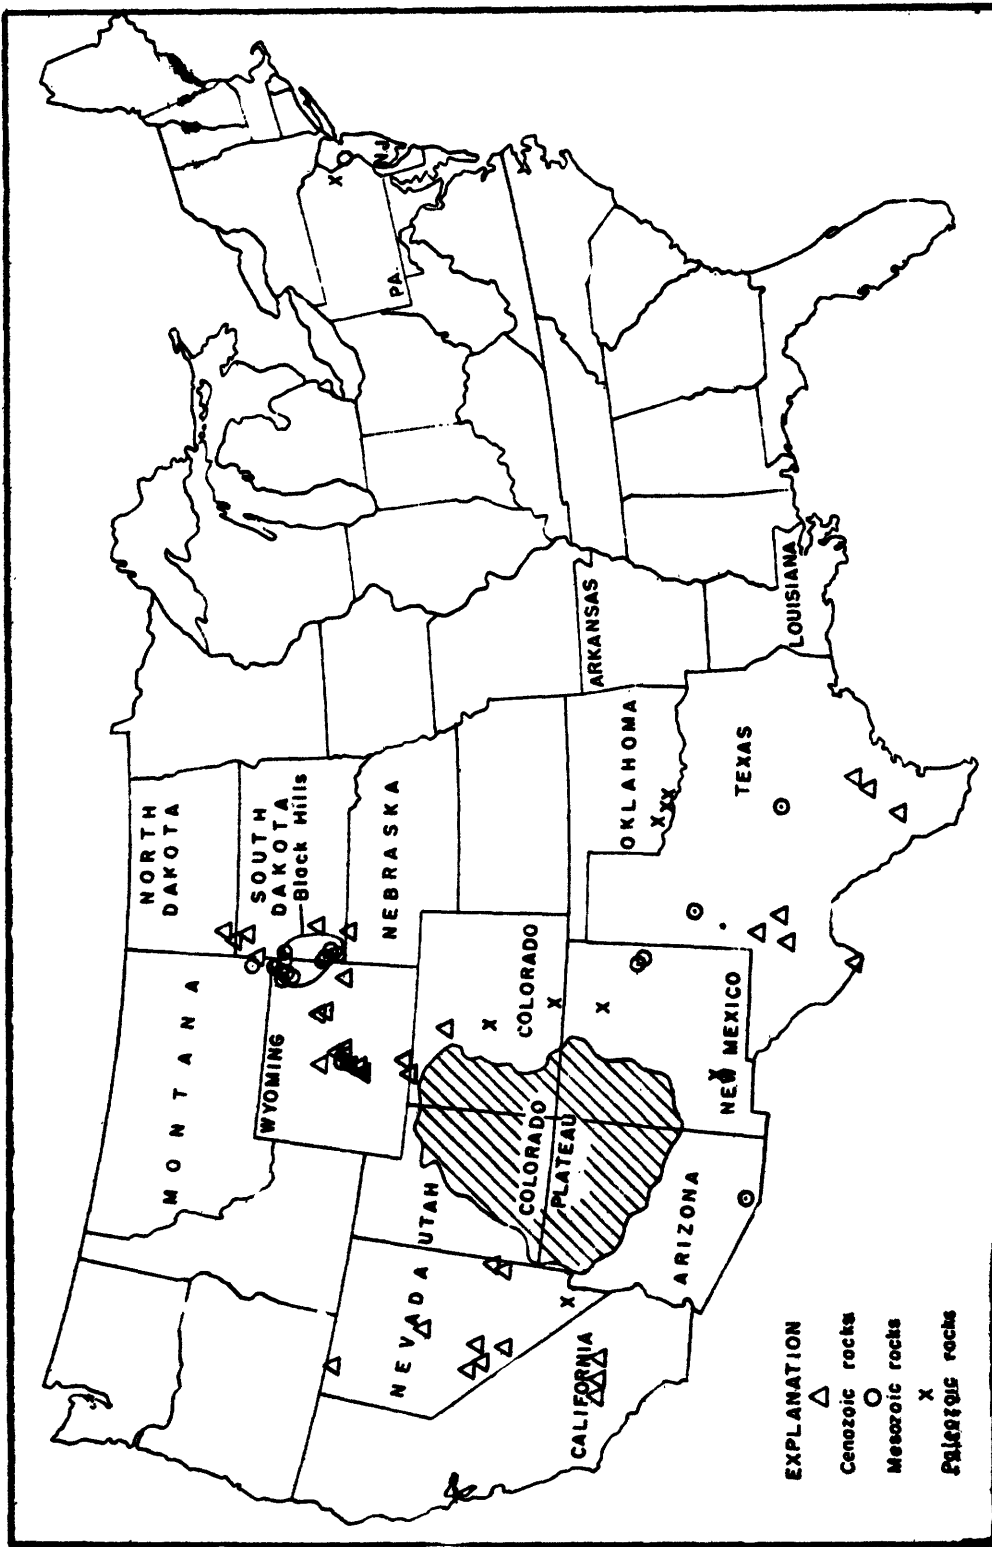 MONTANA
NORTH
DAKOTA
SOUTH
DAKOTA
Black Hills
WYOMING
NEBRASKA
NEVADA
UTAH
COLORADO
COLORADO
PLATEAU
CALIFORNIA
ARIZONA
NEW MEXICO
OKLAHOMA
TEXAS
ARKANSAS
LOUISIANA
PA.
N.J.
EXPLANATION
Cenozoic rocks
Mesozoic rocks
X Paleozoic rocks